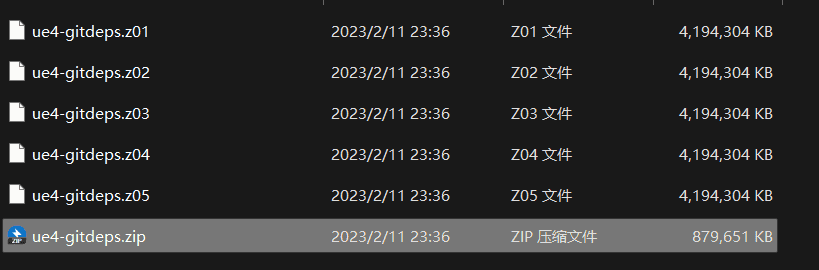 ue4-gitdeps.z01 2023/2/11 23:36 Z01 文件 4,194,304 KB
ue4-gitdeps.z02 2023/2/11 23:36 Z02 文件 4,194,304 KB
ue4-gitdeps.z03 2023/2/11 23:36 Z03 文件 4,194,304 KB
ue4-gitdeps.z04 2023/2/11 23:36 Z04 文件 4,194,304 KB
ue4-gitdeps.z05 2023/2/11 23:36 Z05 文件 4,194,304 KB
ZIP ue4-gitdeps.zip 2023/2/11 23:36 ZIP 压缩文件 879,651 KB